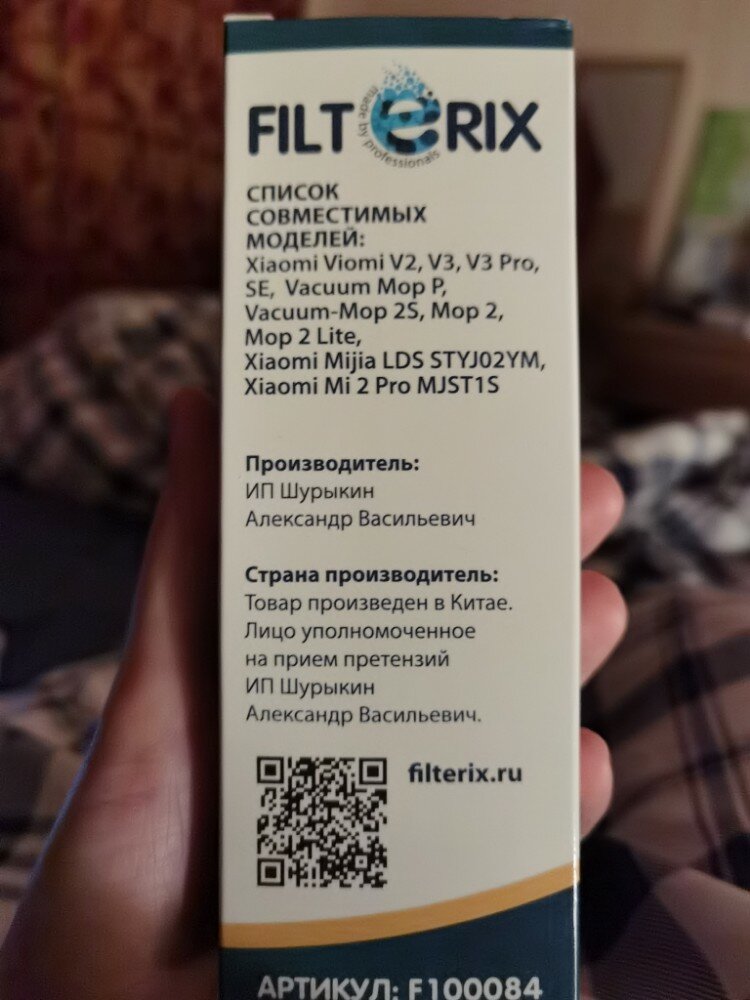 FILTERIX
made by professionals
СПИСОК
СОВМЕСТИМЫХ
МОДЕЛЕЙ:
Xiaomi Viomi V2, V3, V3 Pro,
SE, Vacuum Mop P,
Vacuum-Mop 2S, Mop 2,
Mop 2 Lite,
Xiaomi Mijia LDS STYJ02YM,
Xiaomi Mi 2 Pro MJST1S
Производитель:
ИП Шурыкин
Александр Васильевич
Страна производитель:
Товар произведен в Китае.
Лицо уполномоченное
на прием претензий
ИП Шурыкин
Александр Васильевич.
filterix.ru
АРТИКУЛ: F100084